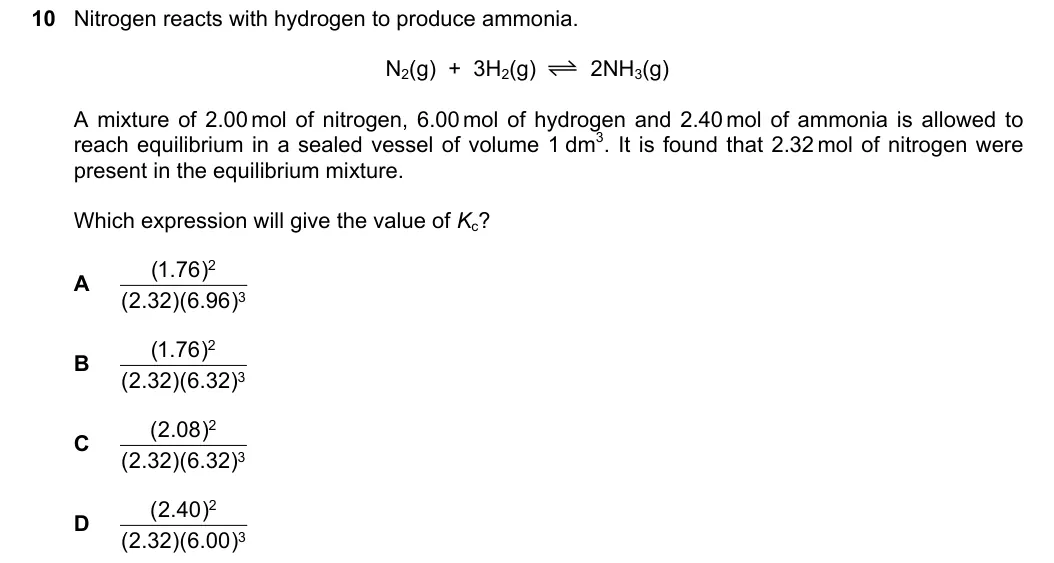 10 Nitrogen reacts with hydrogen to produce ammonia.
N₂(g) + 3H₂(g) ⇌ 2NH₃(g)
A mixture of 2.00 mol of nitrogen, 6.00 mol of hydrogen and 2.40 mol of ammonia is allowed to
reach equilibrium in a sealed vessel of volume 1 dm³. It is found that 2.32 mol of nitrogen were
present in the equilibrium mixture.
Which expression will give the value of Kc?
A (1.76)²
(2.32)(6.96)³
B (1.76)²
(2.32)(6.32)³
C (2.08)²
(2.32)(6.32)³
D (2.40)²
(2.32)(6.00)³